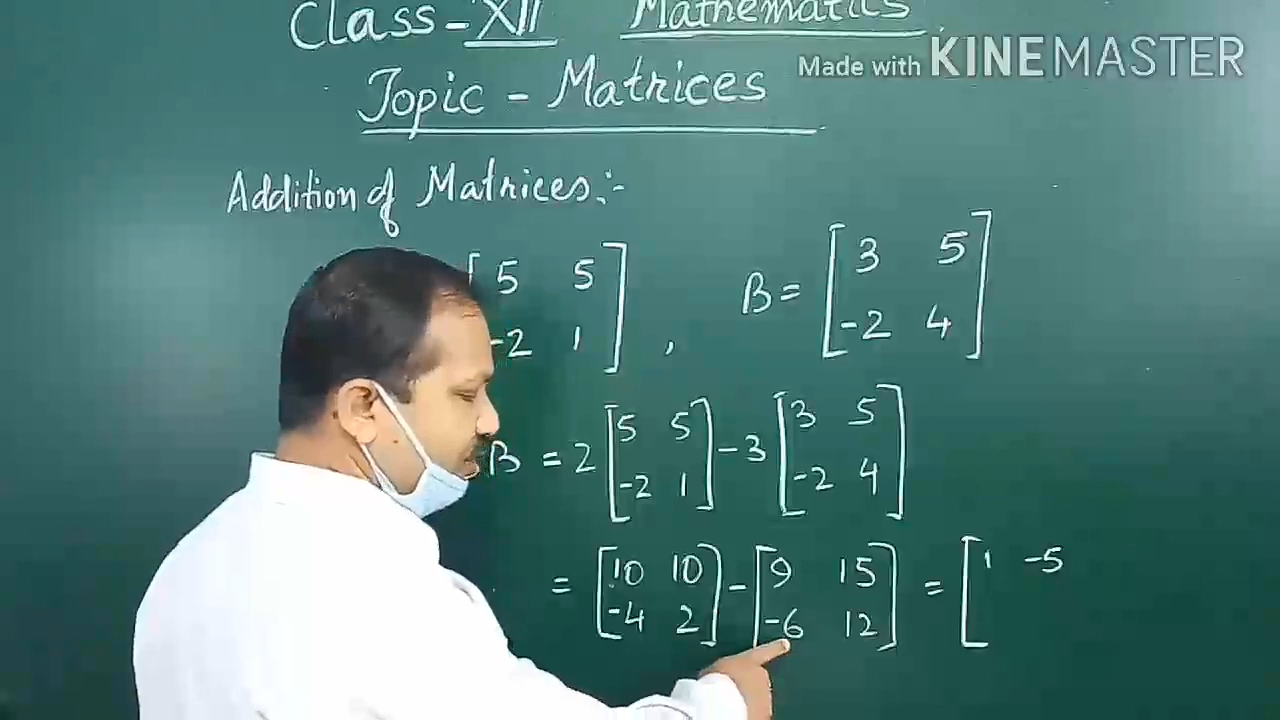 Class-XII Mathematics
Made with KINEMASTER
Topic - Matrices
Addition of Matrices:-
[5 5] B = [3 5]
[-2 1] , [-2 4]
B = 2 [5 5] -3 [3 5]
[-2 1] [-2 4]
= [10 10] - [9 15] = [1 -5
[-4 2] [-6 12]